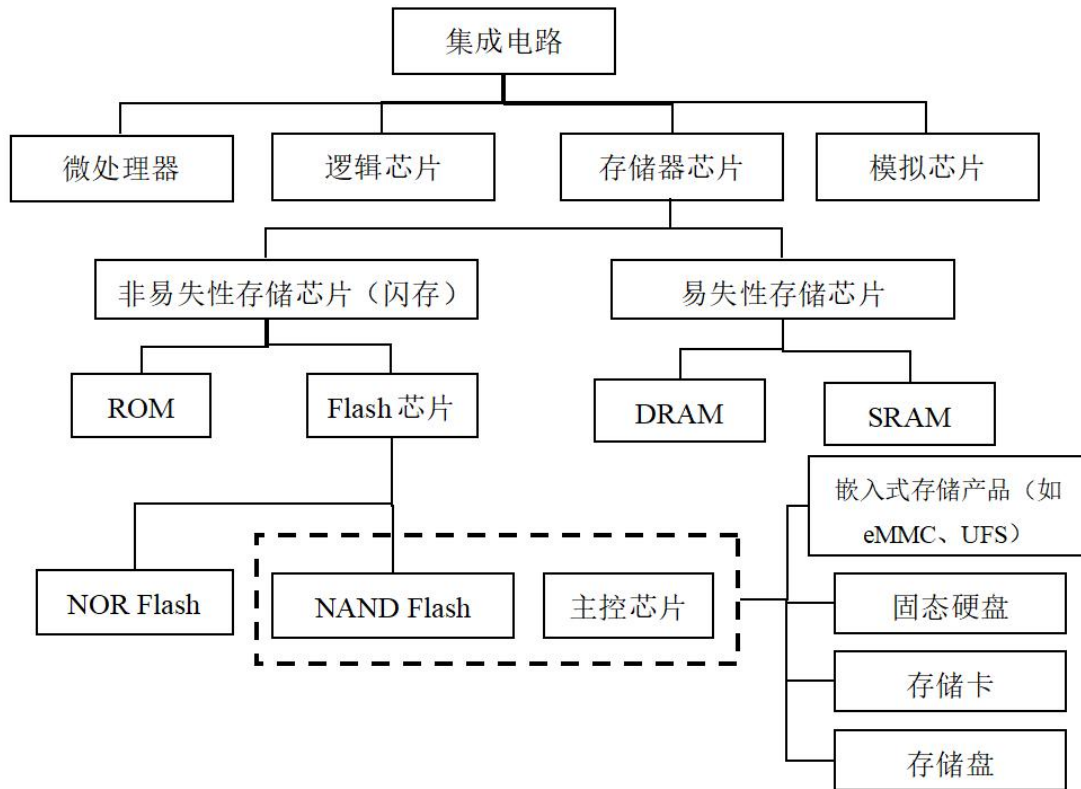 集成电路
微处理器
逻辑芯片
存储器芯片
模拟芯片
非易失性存储芯片（闪存）
易失性存储芯片
ROM
Flash 芯片
DRAM
SRAM
嵌入式存储产品（如
eMMC、UFS）
NOR Flash
NAND Flash
主控芯片
固态硬盘
存储卡
存储盘